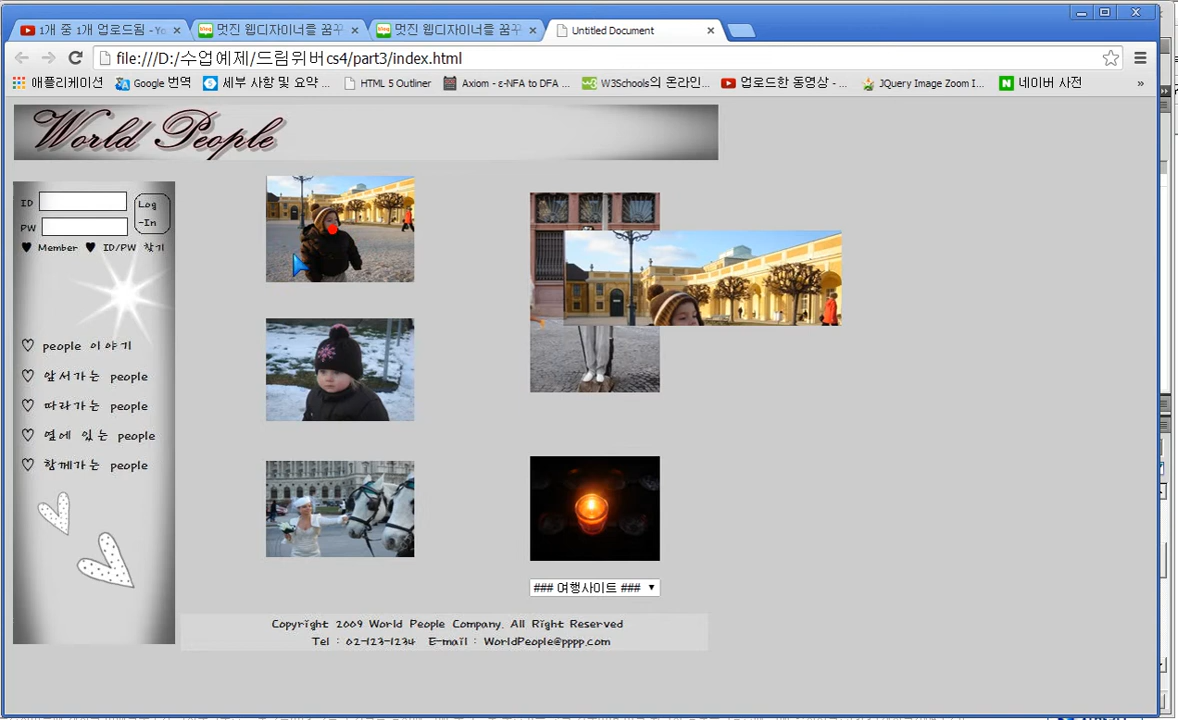 1개 중 1개 업로드됨 - Yo
멋진 웹디자이너를 꿈꾸
멋진 웹디자이너를 꿈꾸
Untitled Document
file:///D:/수업예제/드림위버cs4/part3/index.html
애플리케이션
Google 번역
세부 사항 및 요약 ...
HTML 5 Outliner
Axiom - ε-NFA to DFA ...
W3Schools의 온라인...
업로드한 동영상 - ...
JQuery Image Zoom I...
N 네이버 사전
»
World People
ID
Log
-In
PW
♥ Member ♥ ID/PW 찾기
♡ people 이야기
♡ 앞서가는 people
♡ 따라가는 people
♡ 옆에 있는 people
♡ 함께가는 people
### 여행사이트 ###
Copyright 2009 World People Company. All Right Reserved
Tel : 02-123-1234 E-mail : WorldPeople@pppp.com